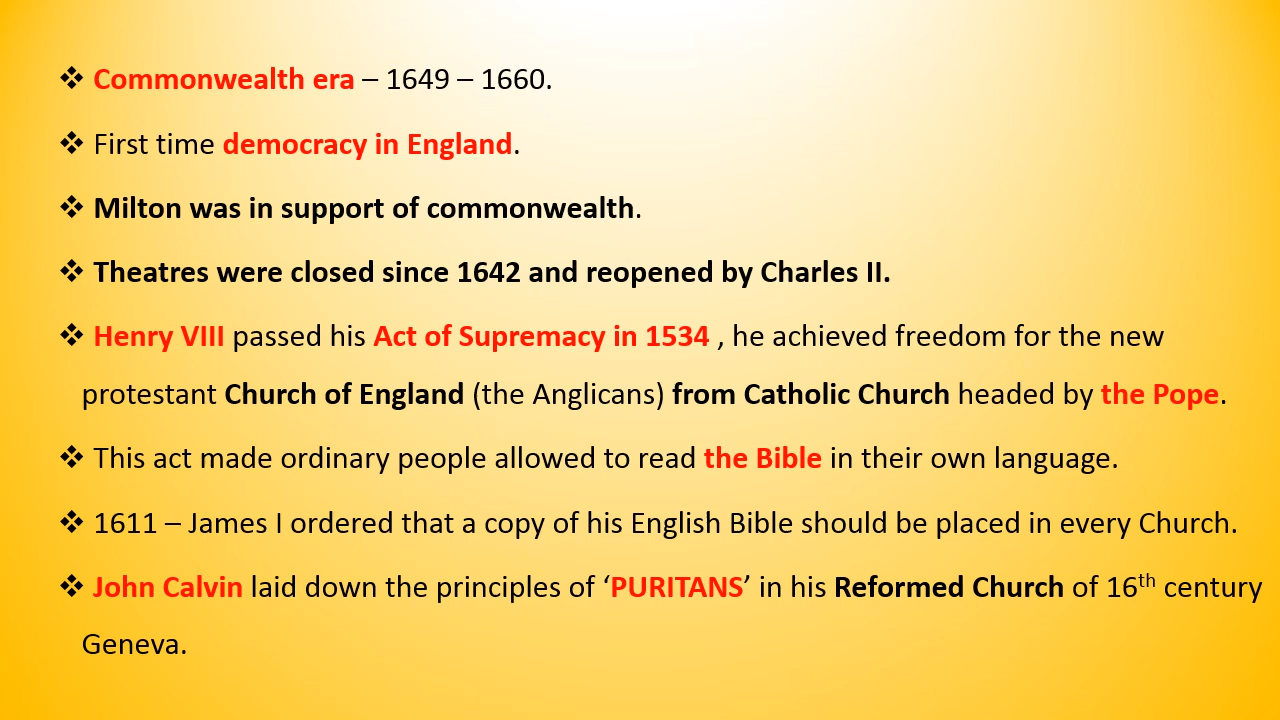 ❖ Commonwealth era – 1649 – 1660.
❖ First time democracy in England.
❖ Milton was in support of commonwealth.
❖ Theatres were closed since 1642 and reopened by Charles II.
❖ Henry VIII passed his Act of Supremacy in 1534 , he achieved freedom for the new
protestant Church of England (the Anglicans) from Catholic Church headed by the Pope.
❖ This act made ordinary people allowed to read the Bible in their own language.
❖ 1611 – James I ordered that a copy of his English Bible should be placed in every Church.
❖ John Calvin laid down the principles of ‘PURITANS’ in his Reformed Church of 16th century
Geneva.